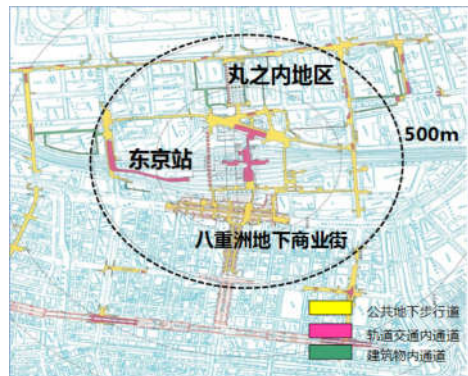 丸之内地区
500m
东京站
八重洲地下商业街
公共地下步行道
轨道交通内通道
建筑物内通道